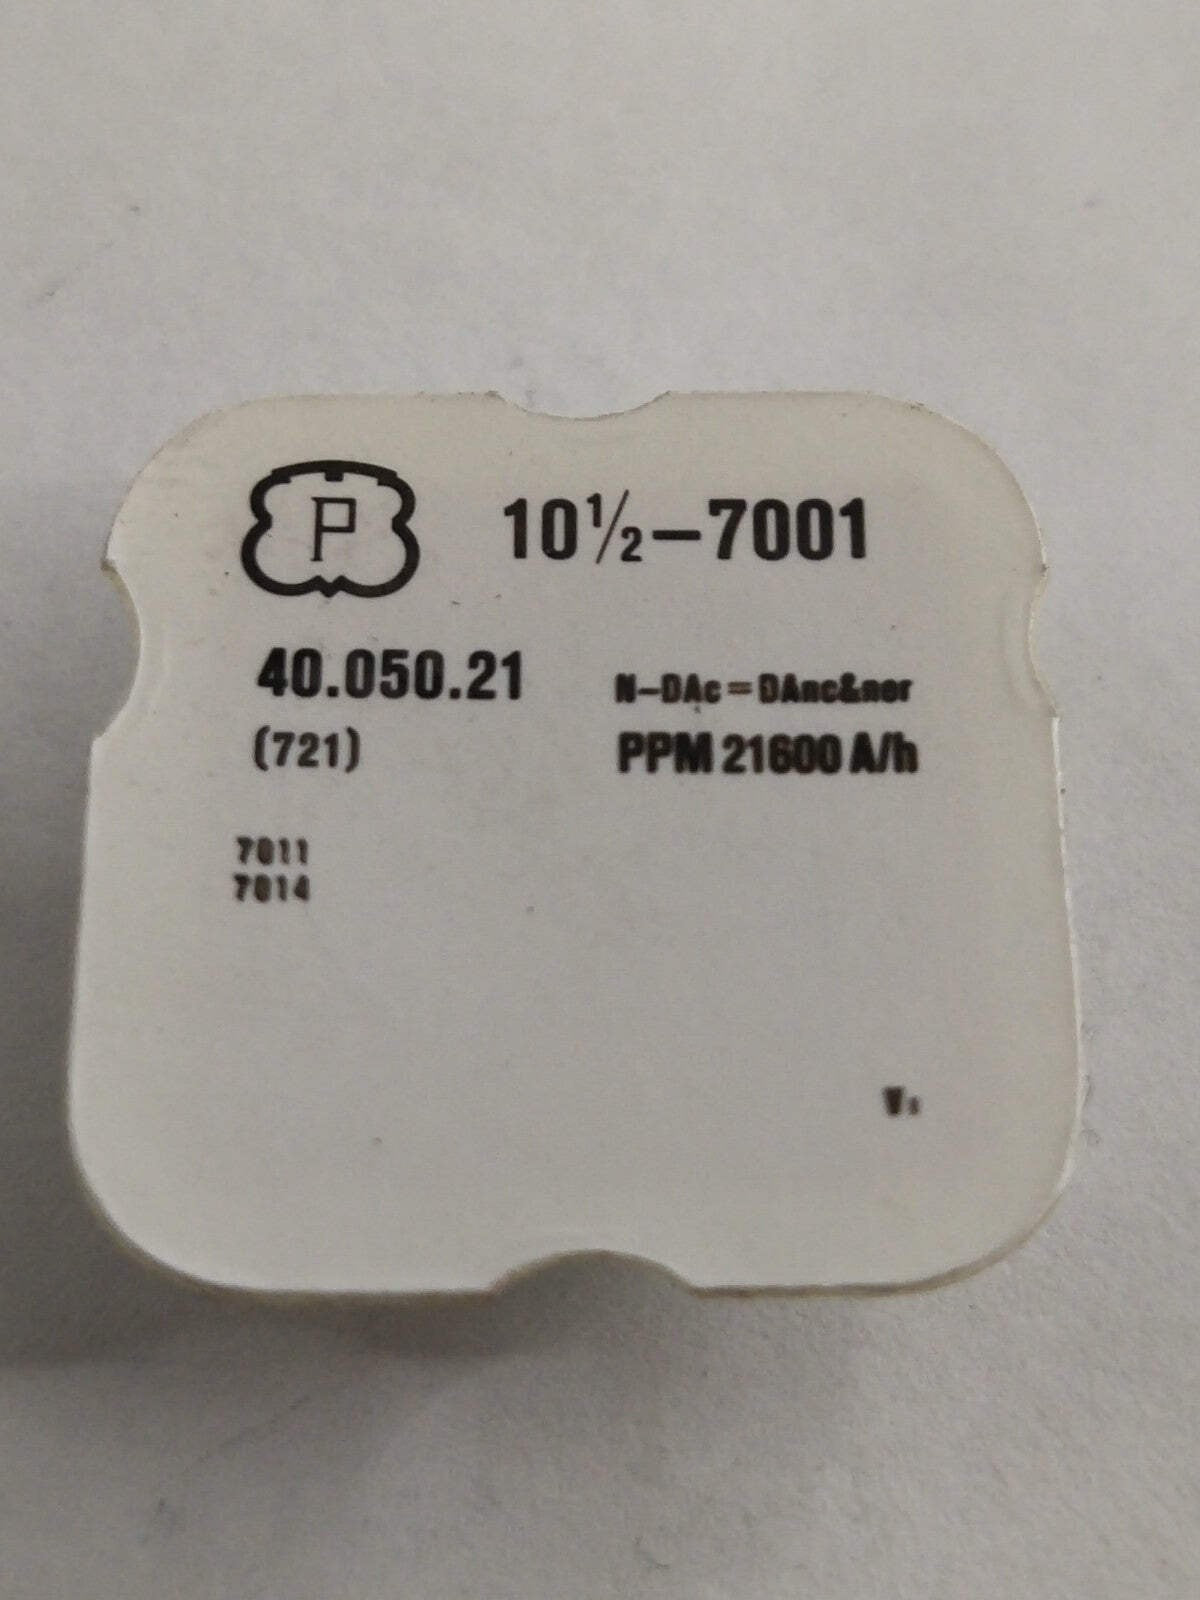 P
10½–7001
40.050.21
N–DAc=DAnc&ner
(721)
PPM 21600 A/h
7011
7014